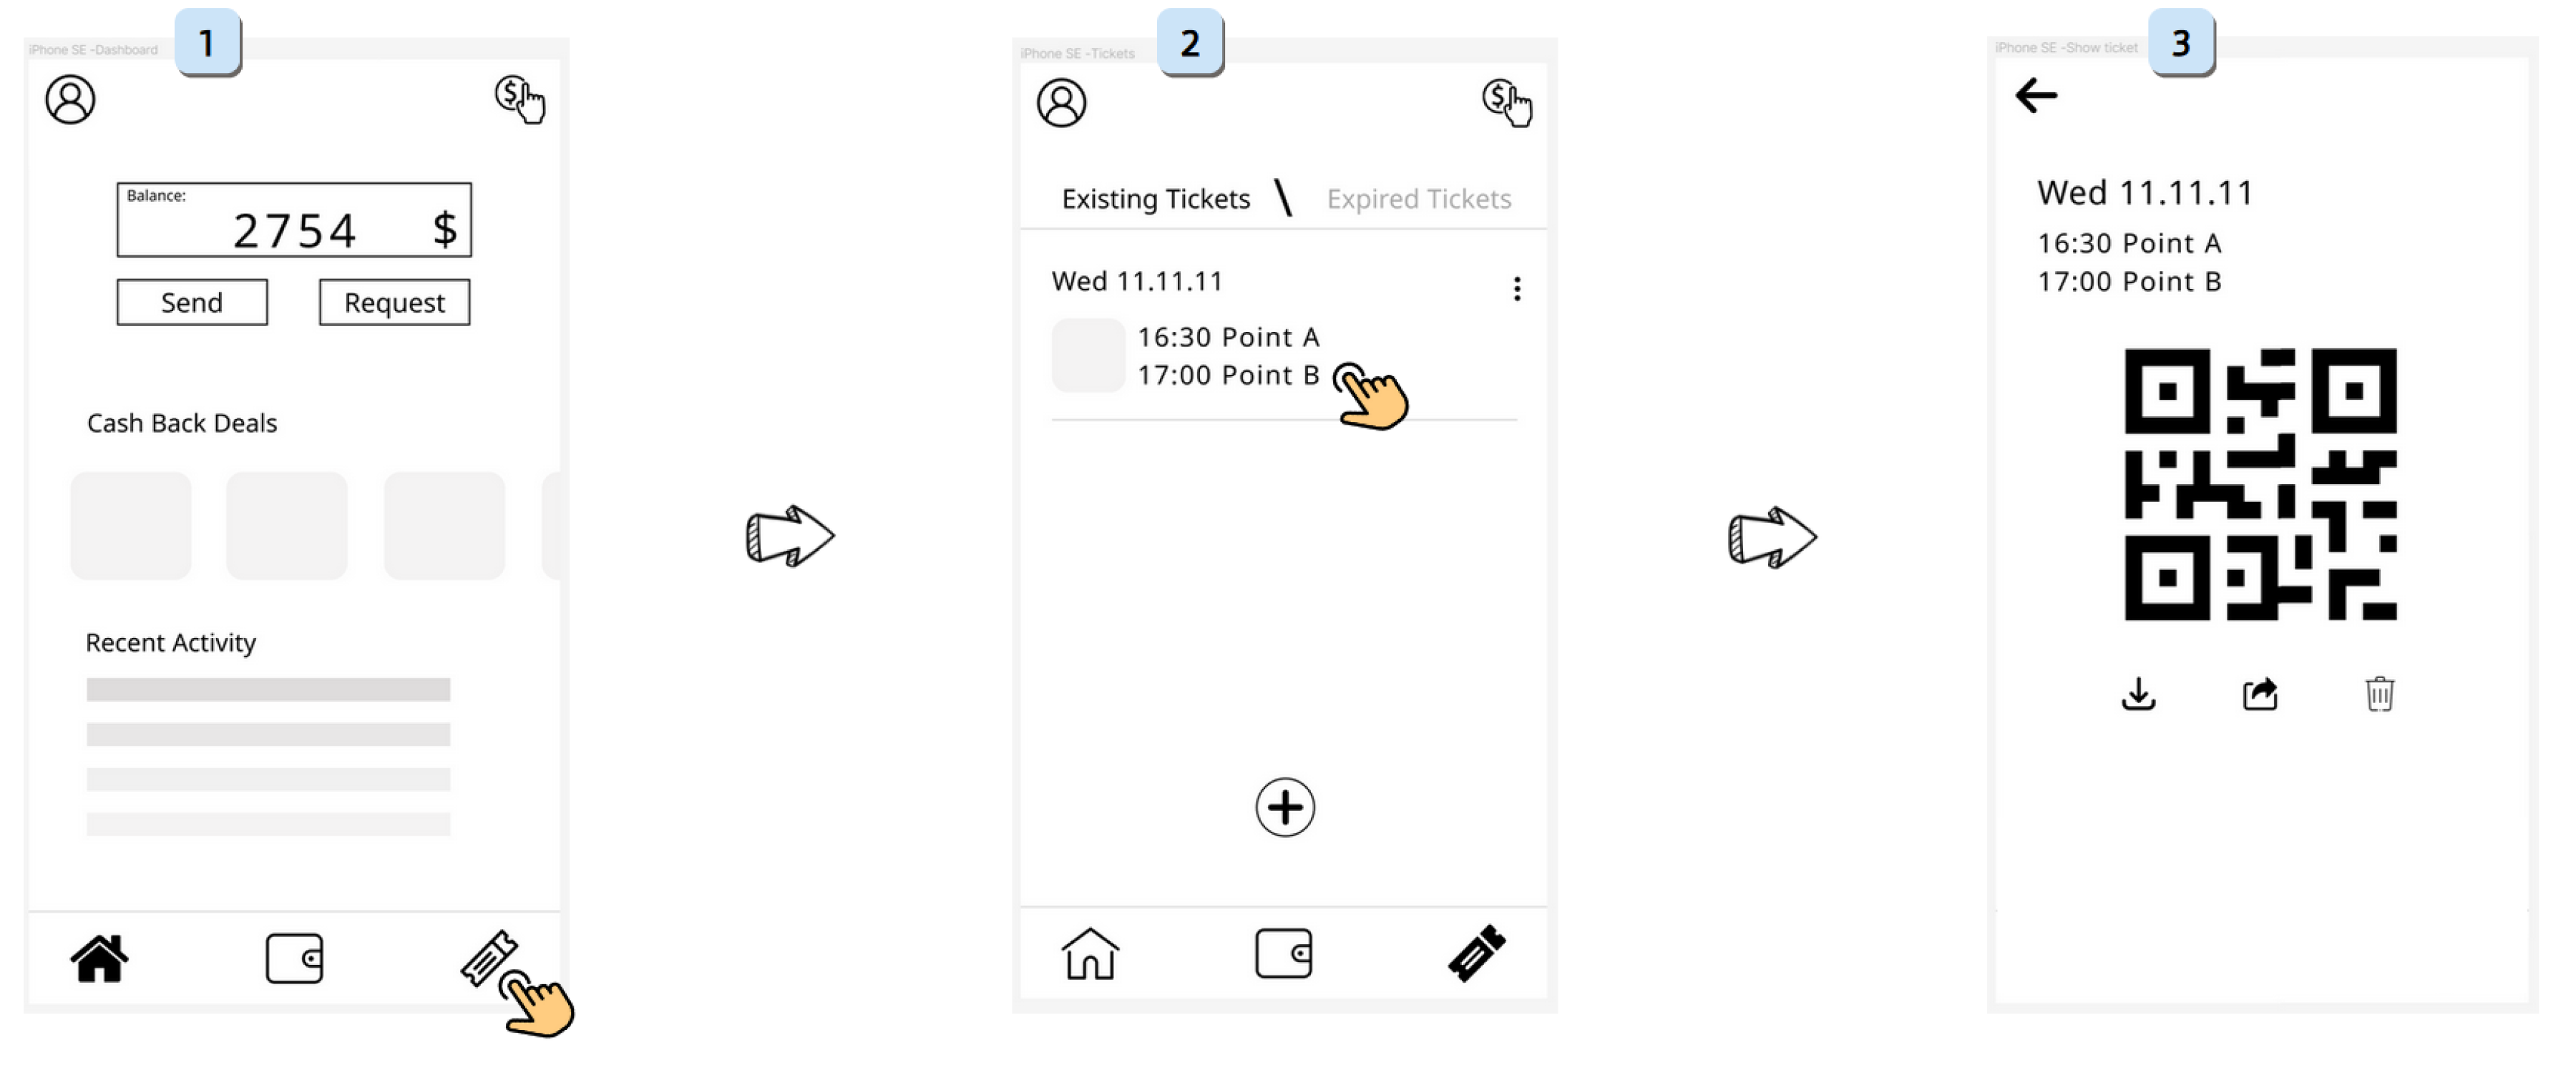 1
iPhone SE -Dashboard
$
Balance:
2754 $
Send
Request
Cash Back Deals
Recent Activity
2
iPhone SE -Tickets
$
Existing Tickets \ Expired Tickets
Wed 11.11.11
16:30 Point A
17:00 Point B
3
iPhone SE -Show ticket
Wed 11.11.11
16:30 Point A
17:00 Point B